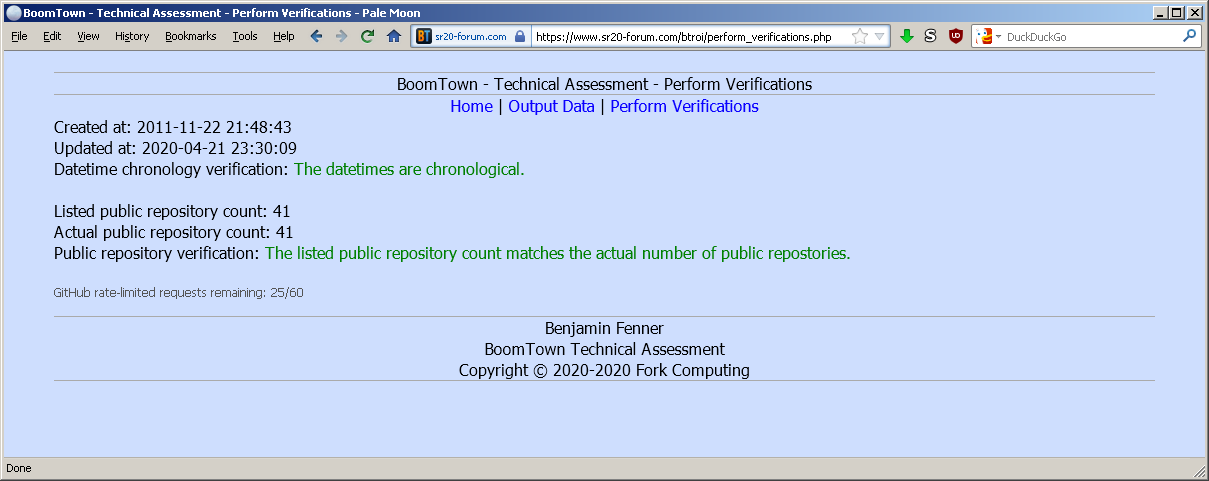 BoomTown - Technical Assessment - Perform Verifications - Pale Moon
File Edit View History Bookmarks Tools Help BT sr20-forum.com https://www.sr20-forum.com/btroi/perform_verifications.php S UD DuckDuckGo
BoomTown - Technical Assessment - Perform Verifications
Home | Output Data | Perform Verifications
Created at: 2011-11-22 21:48:43
Updated at: 2020-04-21 23:30:09
Datetime chronology verification: The datetimes are chronological.
Listed public repository count: 41
Actual public repository count: 41
Public repository verification: The listed public repository count matches the actual number of public repostories.
GitHub rate-limited requests remaining: 25/60
Benjamin Fenner
BoomTown Technical Assessment
Copyright © 2020-2020 Fork Computing
Done